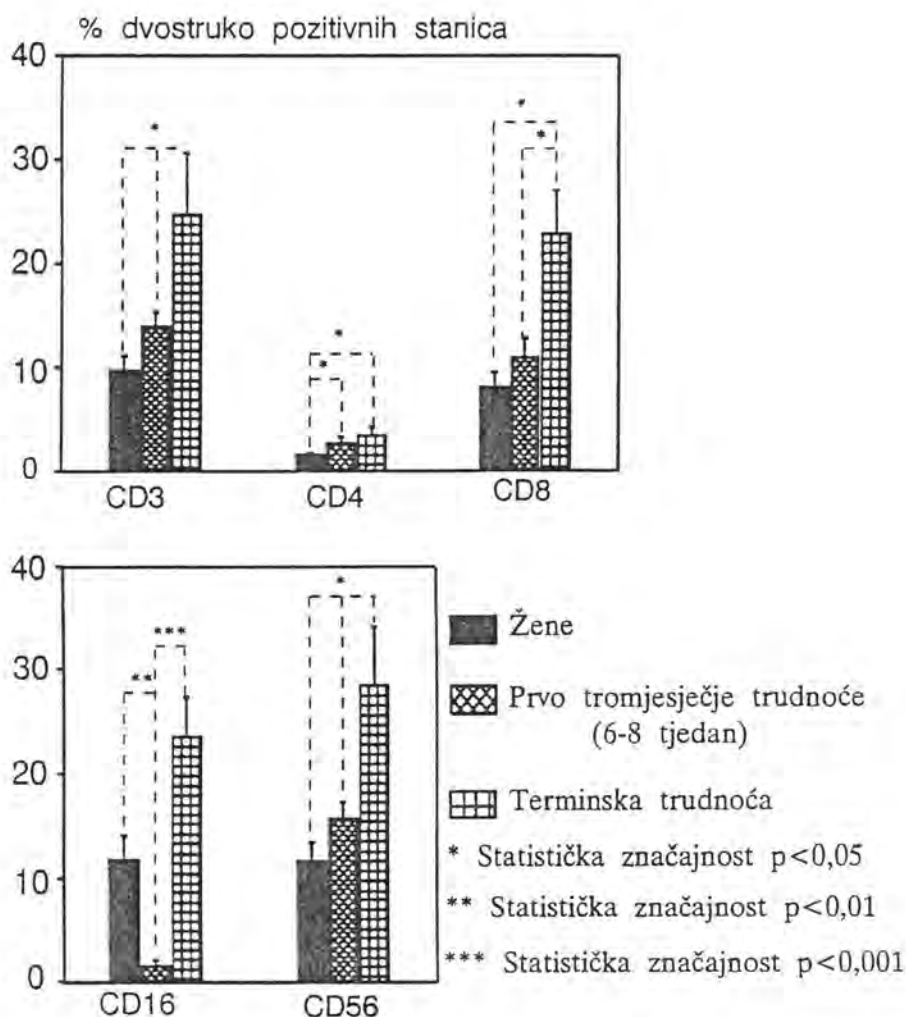 % dvostruko pozitivnih stanica
40
30
20
10
0
*
*
*
*
*
CD3
CD4
CD8
40
30
20
10
0
**
***
*
CD16
CD56
Žene
Prvo tromjesječje trudnoće
(6-8 tjedan)
Terminska trudnoća
* Statistička značajnost p<0,05
** Statistička značajnost p<0,01
*** Statistička značajnost p<0,001